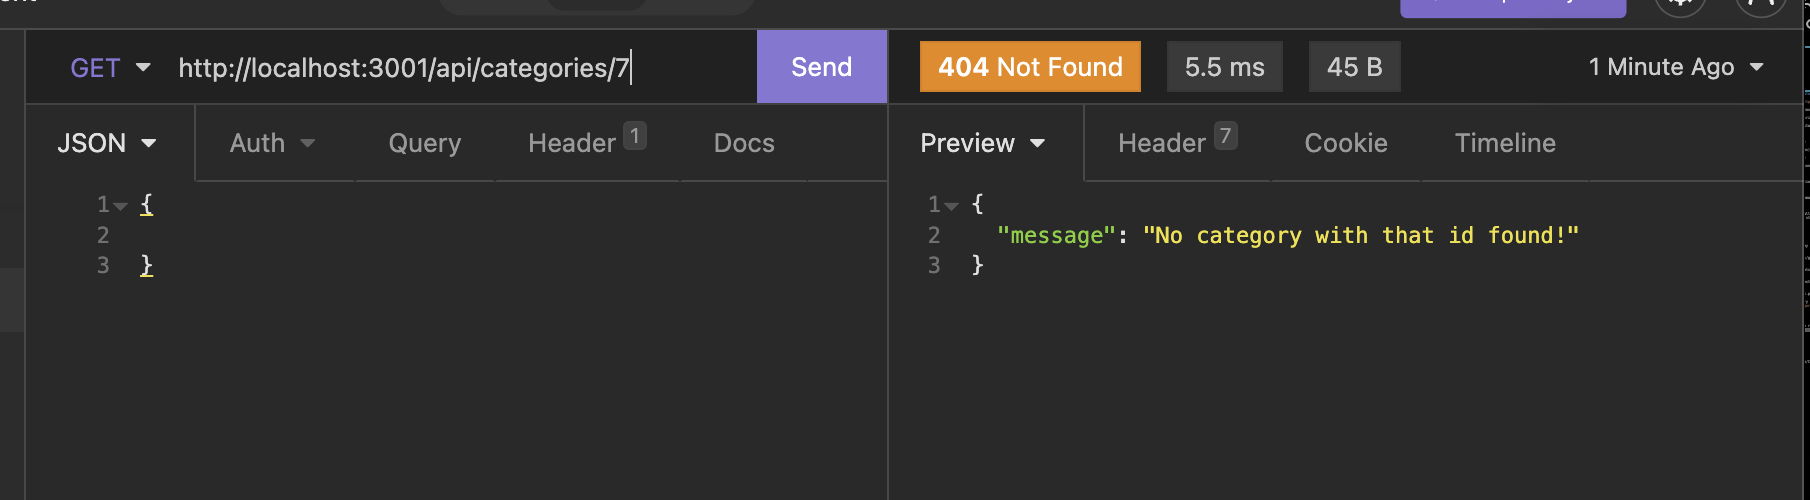 GET http://localhost:3001/api/categories/7 Send 404 Not Found 5.5 ms 45 B 1 Minute Ago
JSON Auth Query Header 1 Docs Preview Header 7 Cookie Timeline
1 {
2
3 }
1 {
2 "message": "No category with that id found!"
3 }